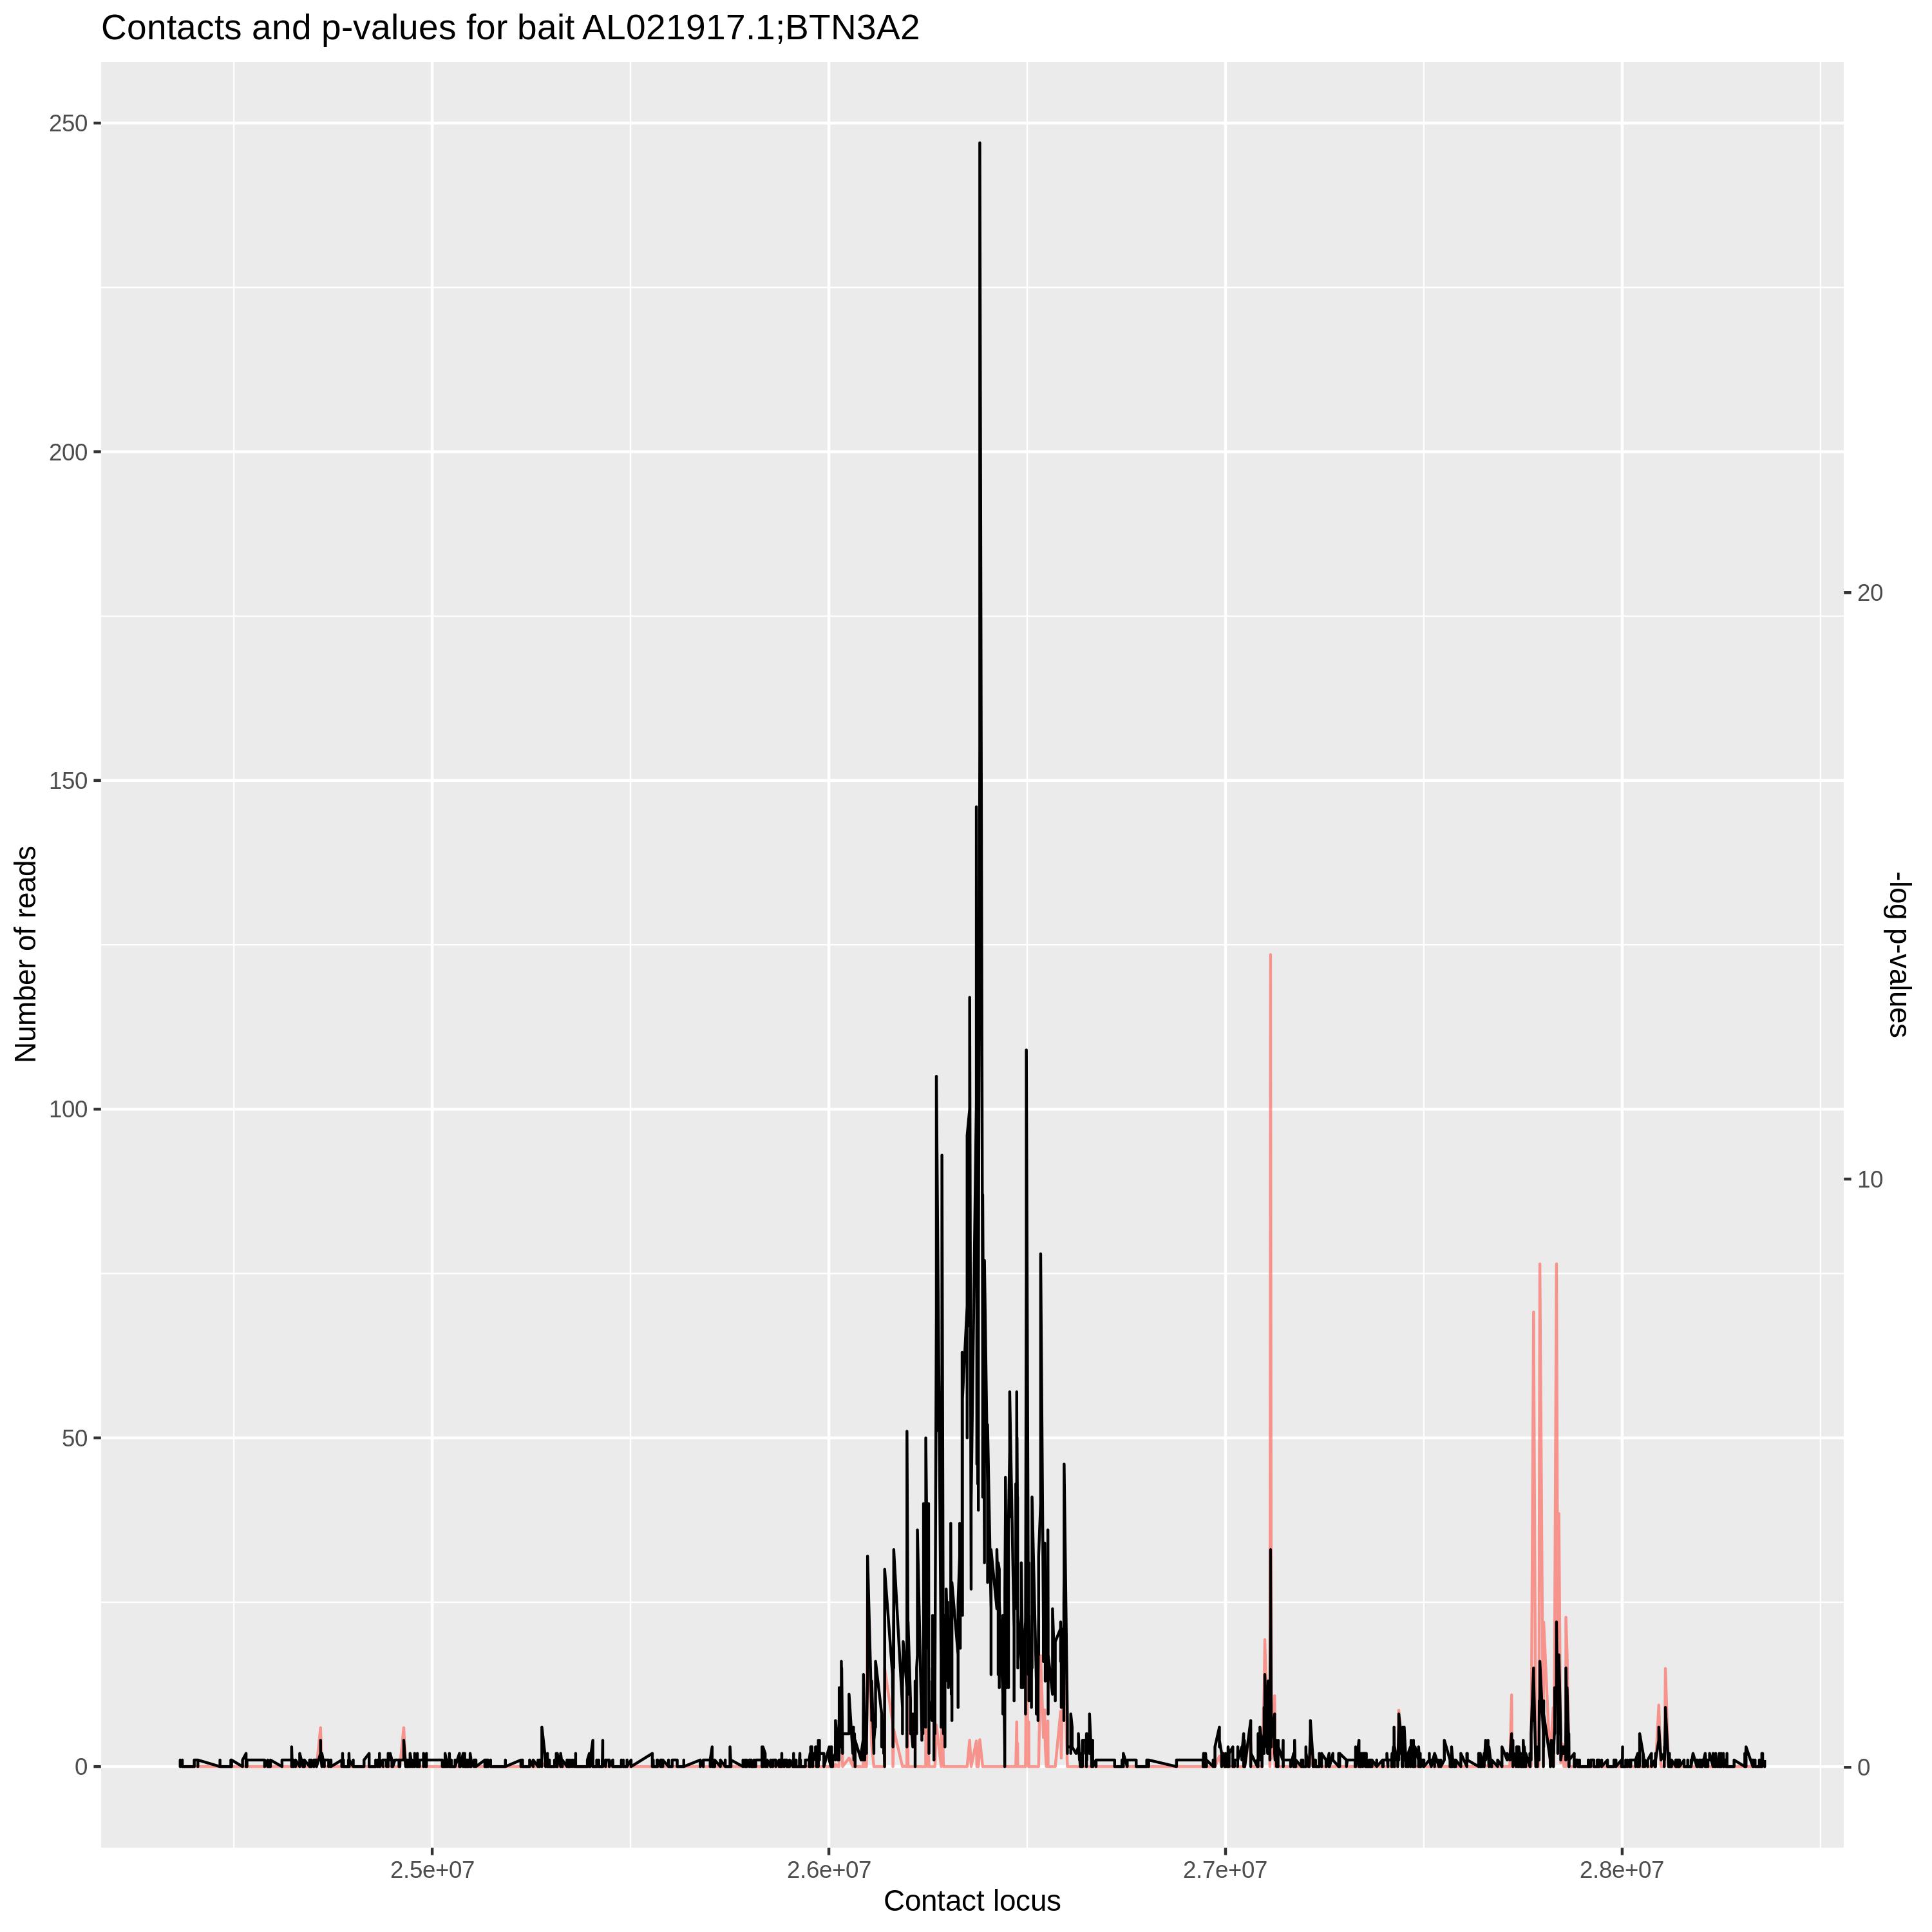 Contacts and p-values for bait AL021917.1;BTN3A2
250
200
150
100
50
0
Number of reads
20
10
0
-log p-values
2.5e+07
2.6e+07
2.7e+07
2.8e+07
Contact locus